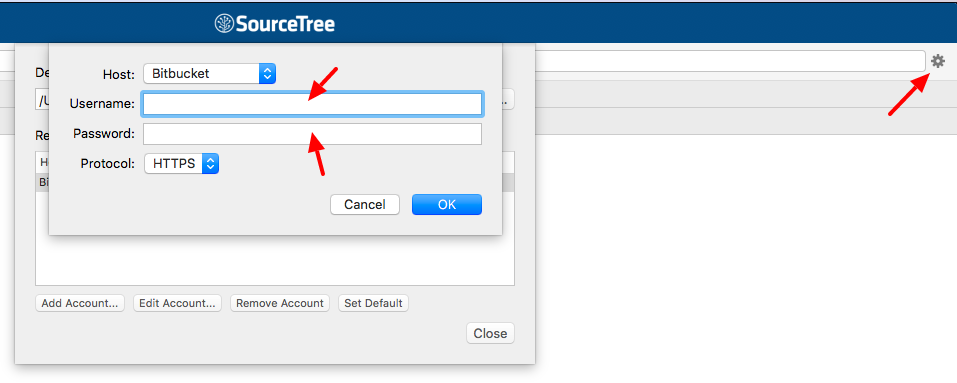 SourceTree
Host: Bitbucket
De
Username:
/U
...
Password:
Re
Protocol: HTTPS
H
Bi
Cancel OK
Add Account... Edit Account... Remove Account Set Default
Close